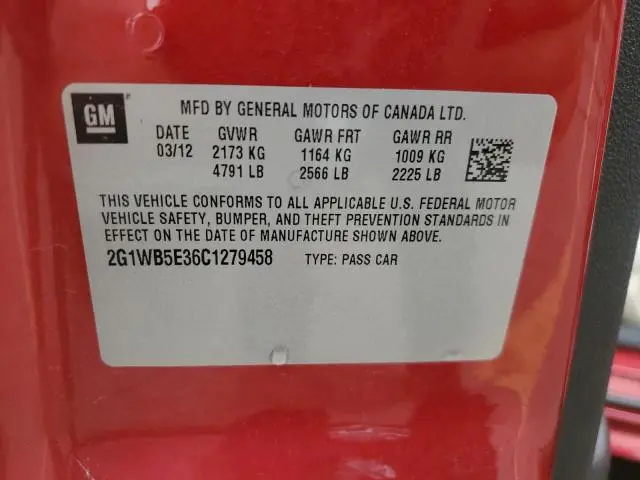 GM
MFD BY GENERAL MOTORS OF CANADA LTD.
DATE GVWR GAWR FRT GAWR RR
03/12 2173 KG 1164 KG 1009 KG
4791 LB 2566 LB 2225 LB
THIS VEHICLE CONFORMS TO ALL APPLICABLE U.S. FEDERAL MOTOR
VEHICLE SAFETY, BUMPER, AND THEFT PREVENTION STANDARDS IN
EFFECT ON THE DATE OF MANUFACTURE SHOWN ABOVE.
2G1WB5E36C1279458 TYPE: PASS CAR